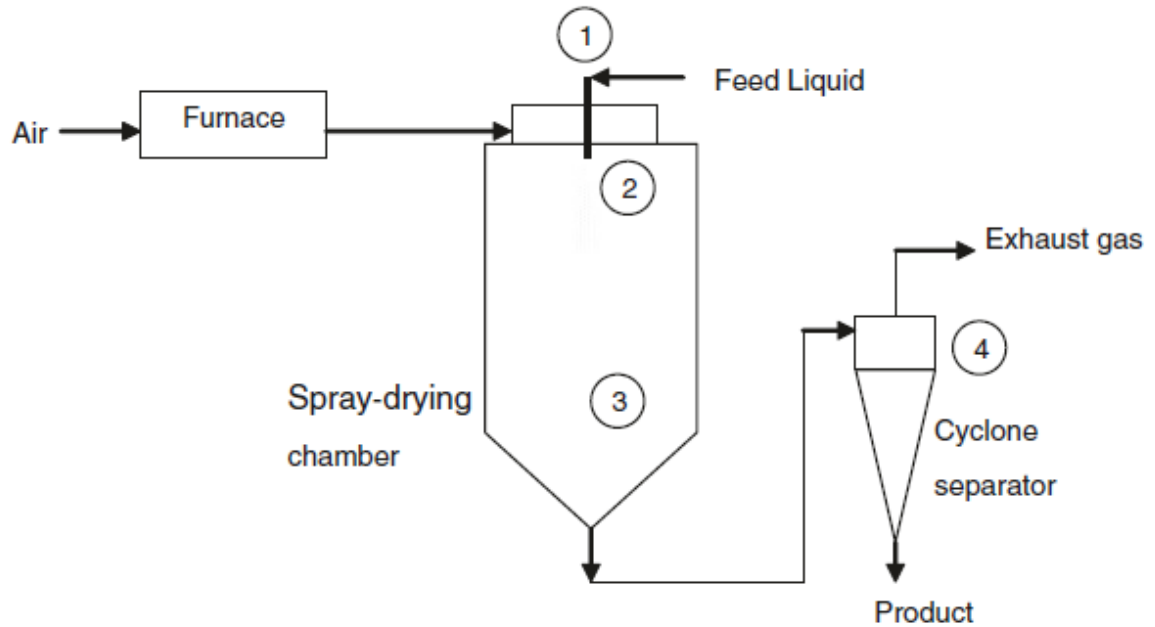 1
Feed Liquid
Furnace
Air
2
Exhaust gas
4
Spray-drying
chamber
3
Cyclone
separator
Product